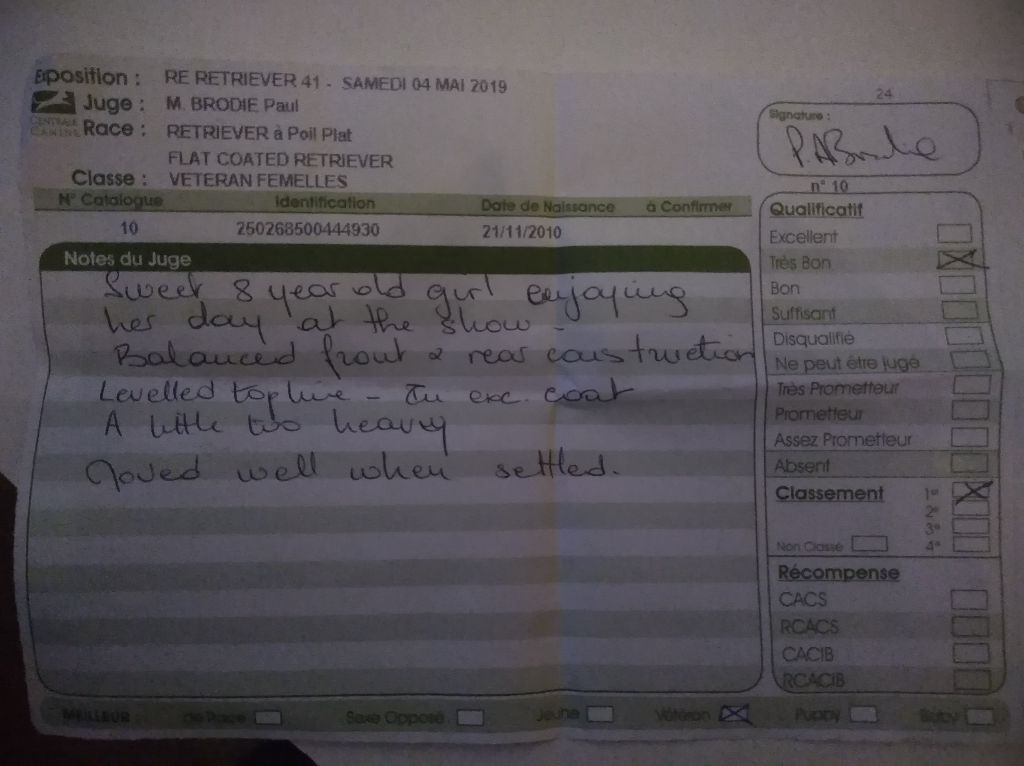 Exposition : RE RETRIEVER 41 - SAMEDI 04 MAI 2019
Juge : M. BRODIE Paul
CENTRALE CANINE
Race : RETRIEVER à Poil Plat
FLAT COATED RETRIEVER
Classe : VETERAN FEMELLES
N° Catalogue Identification Date de Naissance à Confirmer
10 250268500444930 21/11/2010
Notes du Juge
Sweet 8 year old girl enjoying
her day at the show -
Balanced front & rear construction
Levelled topline - In exc. coat
A little too heavy
Moved well when settled.
24
Signature :
P.A Brodie
n° 10
Qualificatif
Excellent
Très Bon
Bon
Suffisant
Disqualifié
Ne peut être jugé
Très Prometteur
Prometteur
Assez Prometteur
Absent
Classement 1er
2e
3e
Non Classé 4e
Récompense
CACS
RCACS
CACIB
RCACIB
MEILLEUR de Race Sexe Opposé Jeune Vétéran Puppy Baby